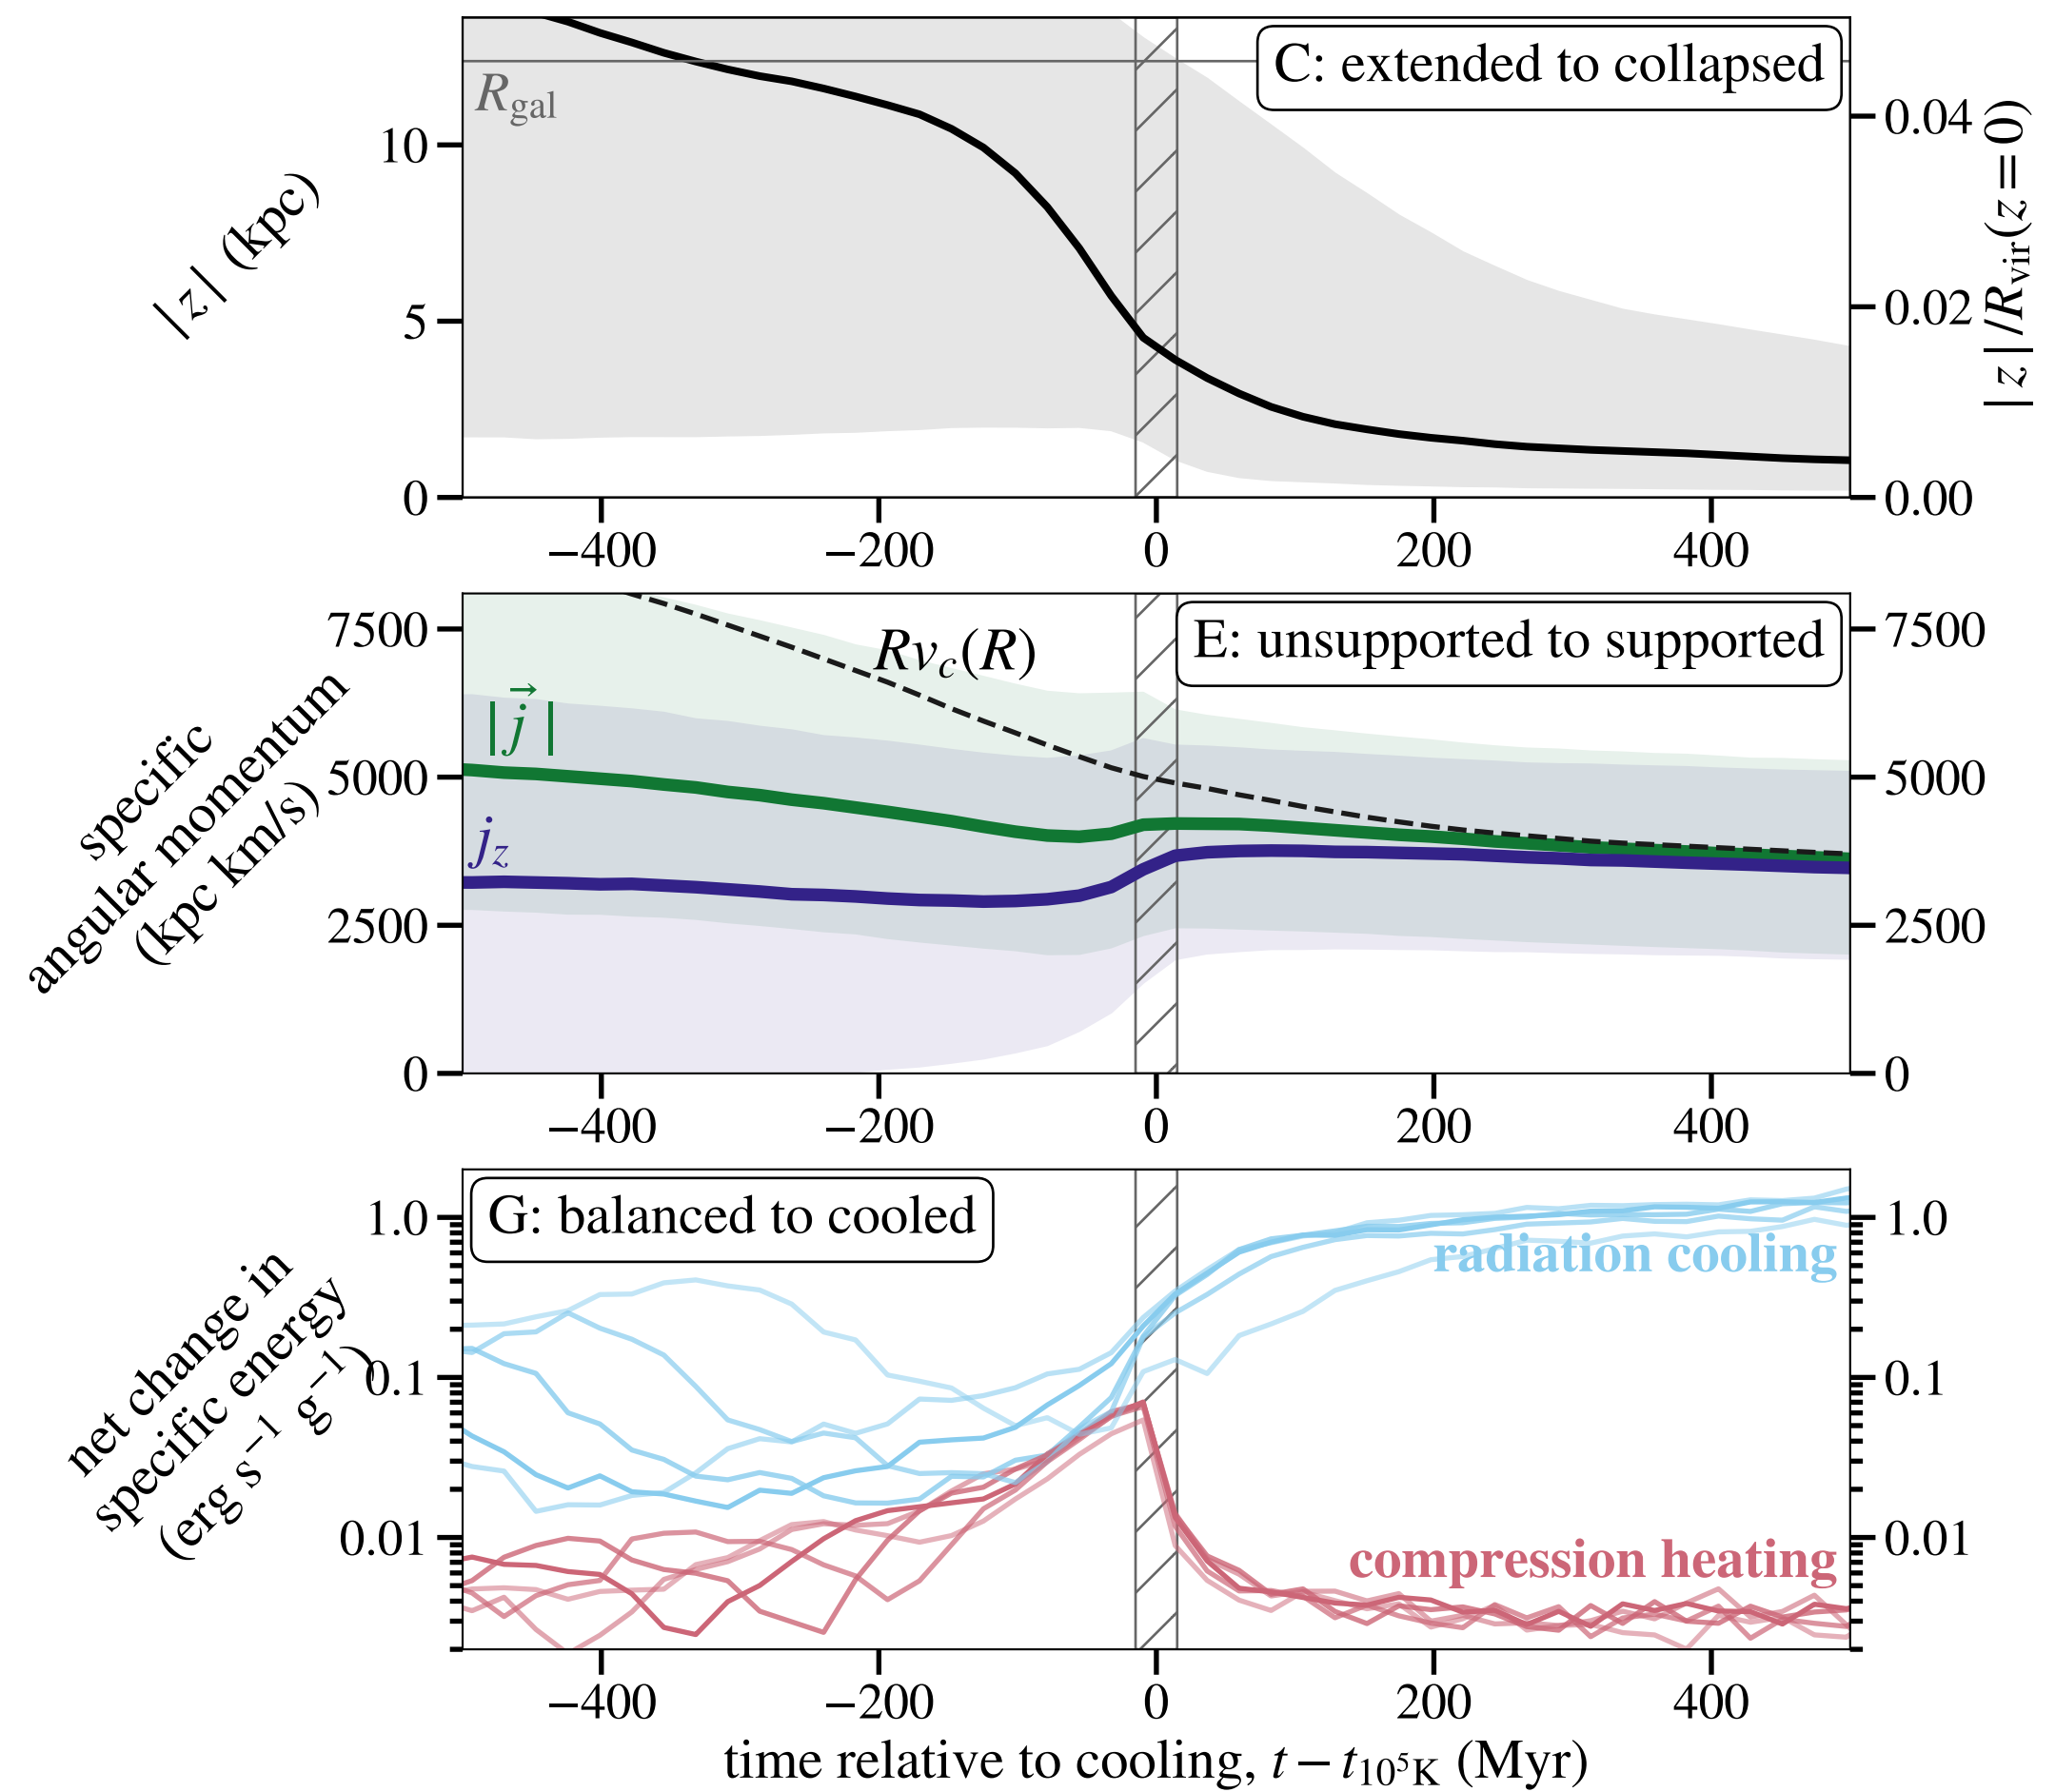 C: extended to collapsed
R_gal
|z| (kpc)
10
5
0
0.04
0.02
0.00
|z|/R_vir(z=0)
−400 −200 0 200 400
E: unsupported to supported
Rv_c(R)
|j⃗|
j_z
specific
angular momentum
(kpc km/s)
7500
5000
2500
0
7500
5000
2500
0
−400 −200 0 200 400
G: balanced to cooled
radiation cooling
compression heating
net change in
specific energy
(erg s⁻¹ g⁻¹)
1.0
0.1
0.01
1.0
0.1
0.01
−400 −200 0 200 400
time relative to cooling, t − t_10⁵K (Myr)